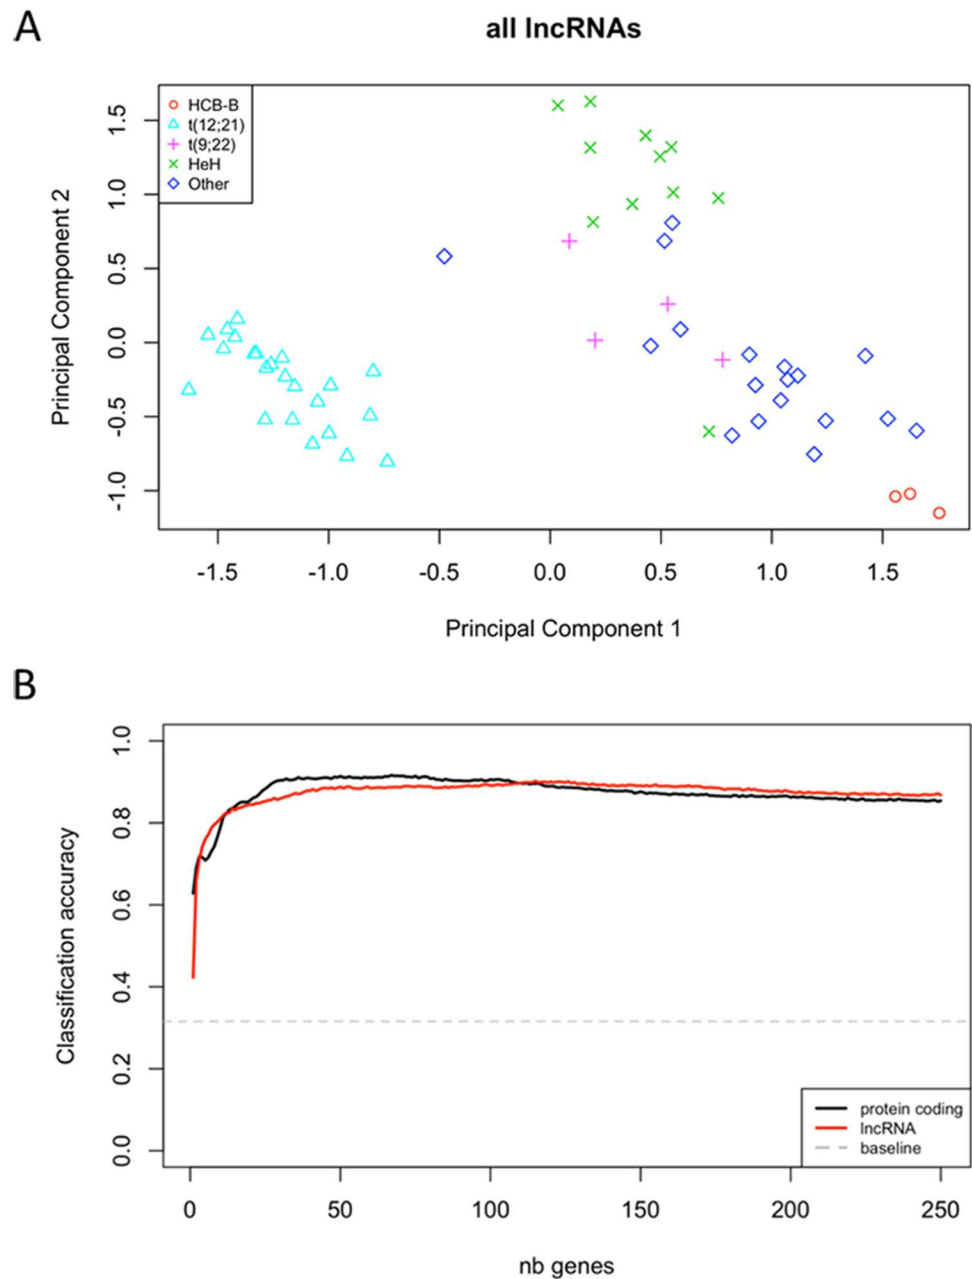 A
all lncRNAs
HCB-B
t(12;21)
t(9;22)
HeH
Other
Principal Component 2
1.5
1.0
0.5
0.0
-0.5
-1.0
-1.5
-1.0
-0.5
0.0
0.5
1.0
1.5
Principal Component 1
B
Classification accuracy
1.0
0.8
0.6
0.4
0.2
0.0
protein coding
lncRNA
baseline
0
50
100
150
200
250
nb genes